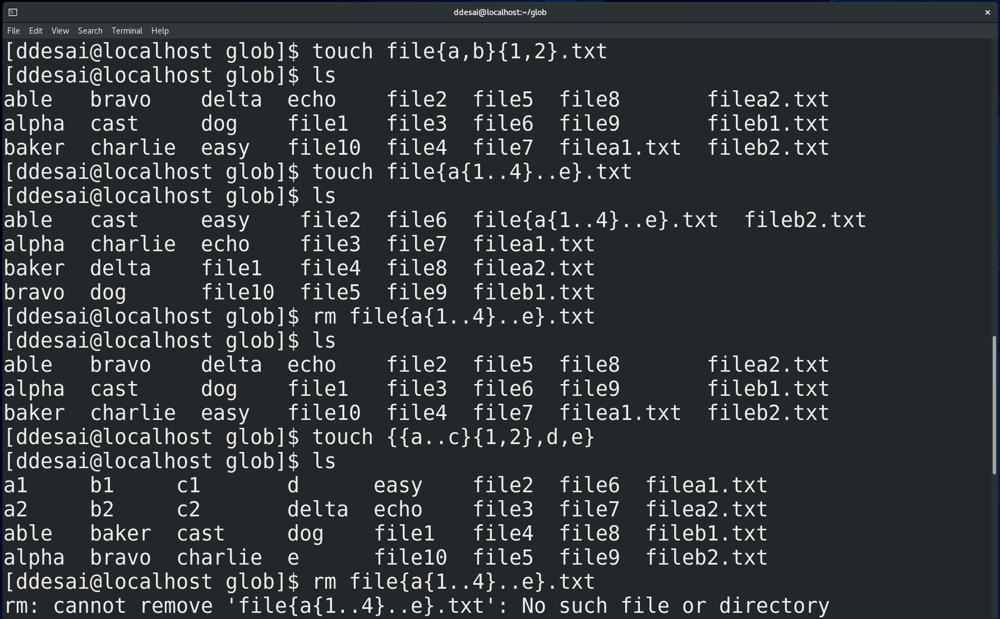 ddesai@localhost:~/glob
File Edit View Search Terminal Help
[ddesai@localhost glob]$ touch file{a,b}{1,2}.txt
[ddesai@localhost glob]$ ls
able   bravo    delta  echo    file2  file5  file8       filea2.txt
alpha  cast     dog    file1   file3  file6  file9       fileb1.txt
baker  charlie  easy   file10  file4  file7  filea1.txt  fileb2.txt
[ddesai@localhost glob]$ touch file{a{1..4}..e}.txt
[ddesai@localhost glob]$ ls
able   cast     easy    file2  file6  file{a{1..4}..e}.txt  fileb2.txt
alpha  charlie  echo    file3  file7  filea1.txt
baker  delta    file1   file4  file8  filea2.txt
bravo  dog      file10  file5  file9  fileb1.txt
[ddesai@localhost glob]$ rm file{a{1..4}..e}.txt
[ddesai@localhost glob]$ ls
able   bravo    delta  echo    file2  file5  file8       filea2.txt
alpha  cast     dog    file1   file3  file6  file9       fileb1.txt
baker  charlie  easy   file10  file4  file7  filea1.txt  fileb2.txt
[ddesai@localhost glob]$ touch {{a..c}{1,2},d,e}
[ddesai@localhost glob]$ ls
a1     b1     c1       d      easy    file2  file6  filea1.txt
a2     b2     c2       delta  echo    file3  file7  filea2.txt
able   baker  cast     dog    file1   file4  file8  fileb1.txt
alpha  bravo  charlie  e      file10  file5  file9  fileb2.txt
[ddesai@localhost glob]$ rm file{a{1..4}..e}.txt
rm: cannot remove 'file{a{1..4}..e}.txt': No such file or directory